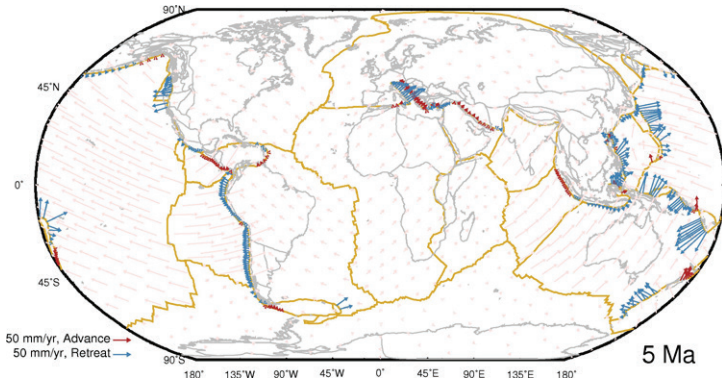 90˚N
45˚N
0˚
45˚S
50 mm/yr, Advance
50 mm/yr, Retreat
90˚S
5 Ma
180˚ 135˚W 90˚W 45˚W 0˚ 45˚E 90˚E 135˚E 180˚